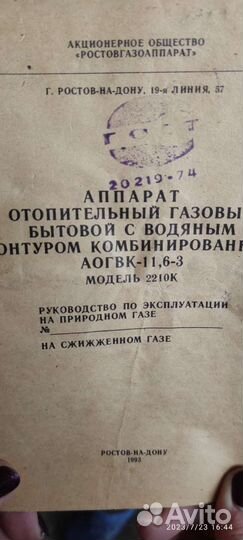 АКЦИОНЕРНОЕ ОБЩЕСТВО
«РОСТОВГАЗОАППАРАТ»
Г. РОСТОВ-НА-ДОНУ, 19-я ЛИНИЯ, 57
ГОСТ
20219-74
АППАРАТ
ОТОПИТЕЛЬНЫЙ ГАЗОВЫ
БЫТОВОЙ С ВОДЯНЫМ
ОНТУРОМ КОМБИНИРОВАНН
АОГВК-11,6-3
МОДЕЛЬ 2210К
РУКОВОДСТВО ПО ЭКСПЛУАТАЦИИ
НА ПРИРОДНОМ ГАЗЕ
№
НА СЖИЖЖЕННОМ ГАЗЕ
РОСТОВ-НА-ДОНУ
1993
2023/7/23 16:44
Avito